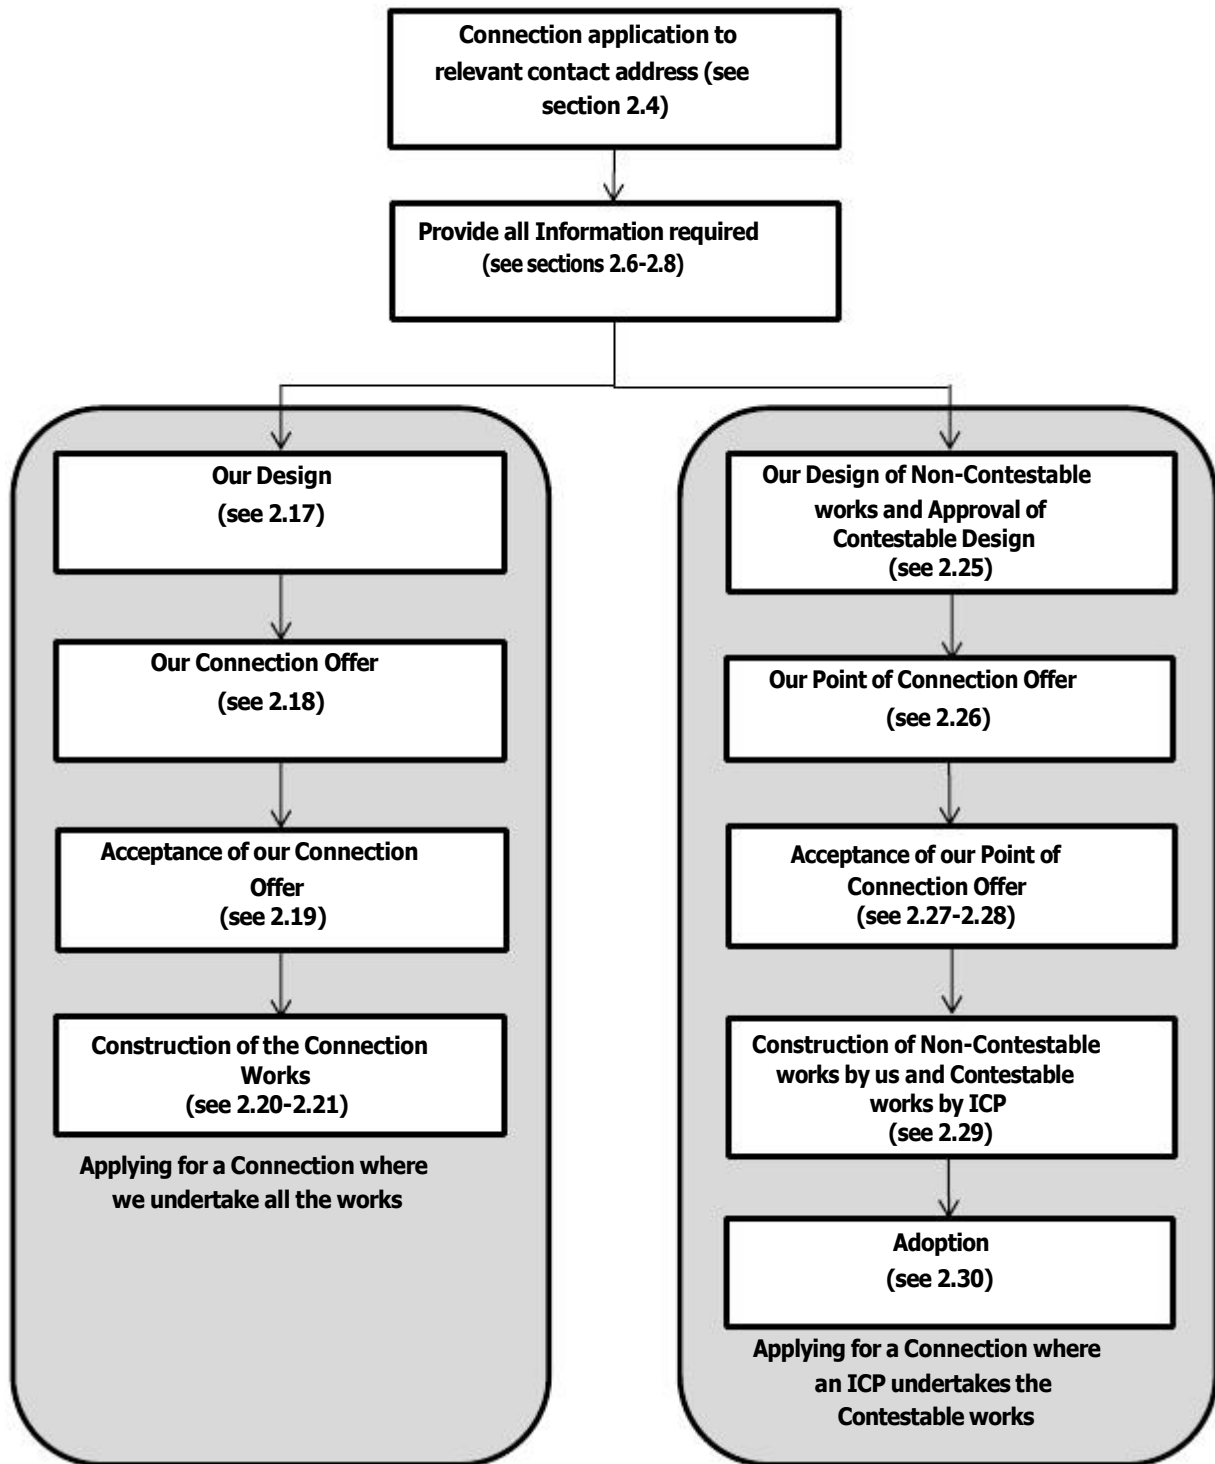 Connection application to
relevant contact address (see
section 2.4)
Provide all Information required
(see sections 2.6-2.8)
Our Design
(see 2.17)
Our Connection Offer
(see 2.18)
Acceptance of our Connection
Offer
(see 2.19)
Construction of the Connection
Works
(see 2.20-2.21)
Applying for a Connection where
we undertake all the works
Our Design of Non-Contestable
works and Approval of
Contestable Design
(see 2.25)
Our Point of Connection Offer
(see 2.26)
Acceptance of our Point of
Connection Offer
(see 2.27-2.28)
Construction of Non-Contestable
works by us and Contestable
works by ICP
(see 2.29)
Adoption
(see 2.30)
Applying for a Connection where
an ICP undertakes the
Contestable works